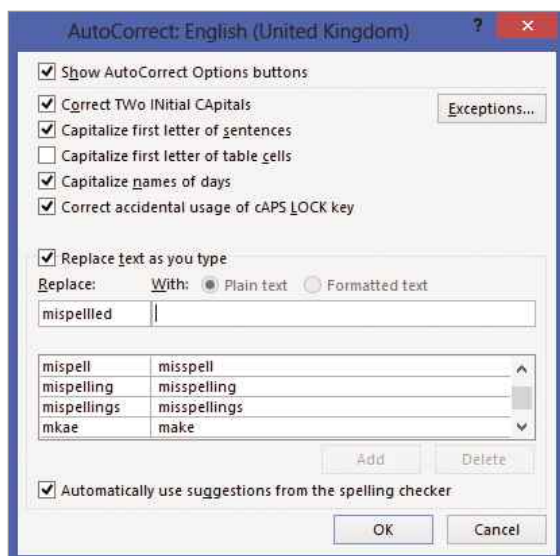 AutoCorrect: English (United Kingdom) ?
Show AutoCorrect Options buttons
Correct TWo INitial CApitals Exceptions...
Capitalize first letter of sentences
Capitalize first letter of table cells
Capitalize names of days
Correct accidental usage of cAPS LOCK key
Replace text as you type
Replace: With: Plain text Formatted text
mispellled
mispell misspell
mispelling misspelling
mispellings misspellings
mkae make
Add Delete
Automatically use suggestions from the spelling checker
OK Cancel